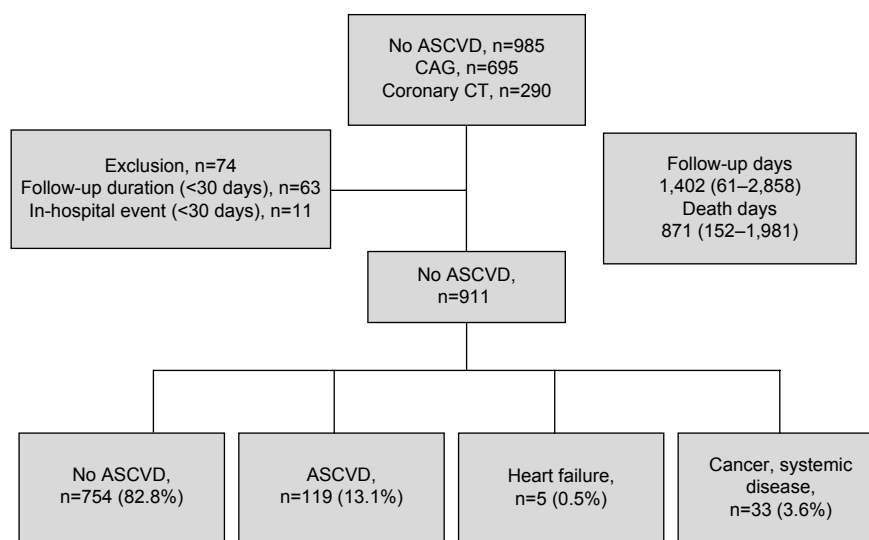 No ASCVD, n=985
CAG, n=695
Coronary CT, n=290
Exclusion, n=74
Follow-up duration (<30 days), n=63
In-hospital event (<30 days), n=11
Follow-up days
1,402 (61–2,858)
Death days
871 (152–1,981)
No ASCVD,
n=911
No ASCVD,
n=754 (82.8%)
ASCVD,
n=119 (13.1%)
Heart failure,
n=5 (0.5%)
Cancer, systemic
disease,
n=33 (3.6%)